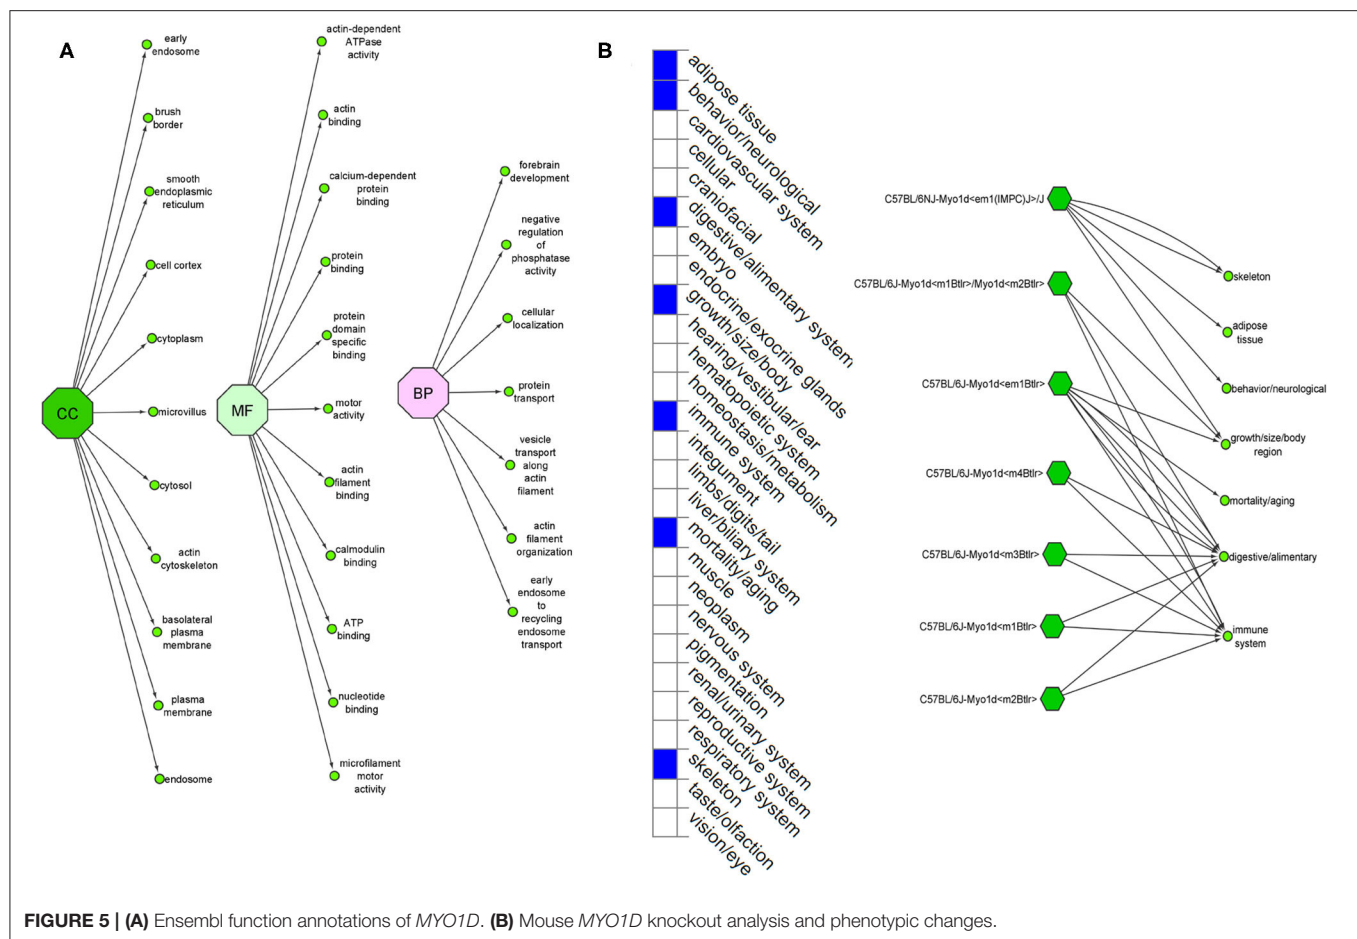 A
early
endosome
brush
border
smooth
endoplasmic
reticulum
cell cortex
cytoplasm
CC
microvillus
cytosol
actin
cytoskeleton
basolateral
plasma
membrane
plasma
membrane
endosome
actin-dependent
ATPase
activity
actin
binding
calcium-dependent
protein
binding
protein
binding
protein
domain
specific
binding
MF
motor
activity
actin
filament
binding
calmodulin
binding
ATP
binding
nucleotide
binding
microfilament
motor
activity
forebrain
development
negative
regulation
of
phosphatase
activity
cellular
localization
BP
protein
transport
vesicle
transport
along
actin
filament
actin
filament
organization
early
endosome
to
recycling
endosome
transport
B
adipose tissue
behavior/neurological
cardiovascular system
cellular
craniofacial
digestive/alimentary system
embryo
endocrine/exocrine glands
growth/size/body
hearing/vestibular/ear
hematopoietic system
homeostasis/metabolism
immune system
integument
limbs/digits/tail
liver/biliary system
mortality/aging
muscle
neoplasm
nervous system
pigmentation
renal/urinary system
reproductive system
respiratory system
skeleton
taste/olfaction
vision/eye
C57BL/6NJ-Myo1d<em1(IMPC)J>/J
C57BL/6J-Myo1d<m1Btlr>/Myo1d<m2Btlr>
C57BL/6J-Myo1d<em1Btlr>
C57BL/6J-Myo1d<m4Btlr>
C57BL/6J-Myo1d<m3Btlr>
C57BL/6J-Myo1d<m1Btlr>
C57BL/6J-Myo1d<m2Btlr>
skeleton
adipose
tissue
behavior/neurological
growth/size/body
region
mortality/aging
digestive/alimentary
immune
system
FIGURE 5 | (A) Ensembl function annotations of MYO1D. (B) Mouse MYO1D knockout analysis and phenotypic changes.